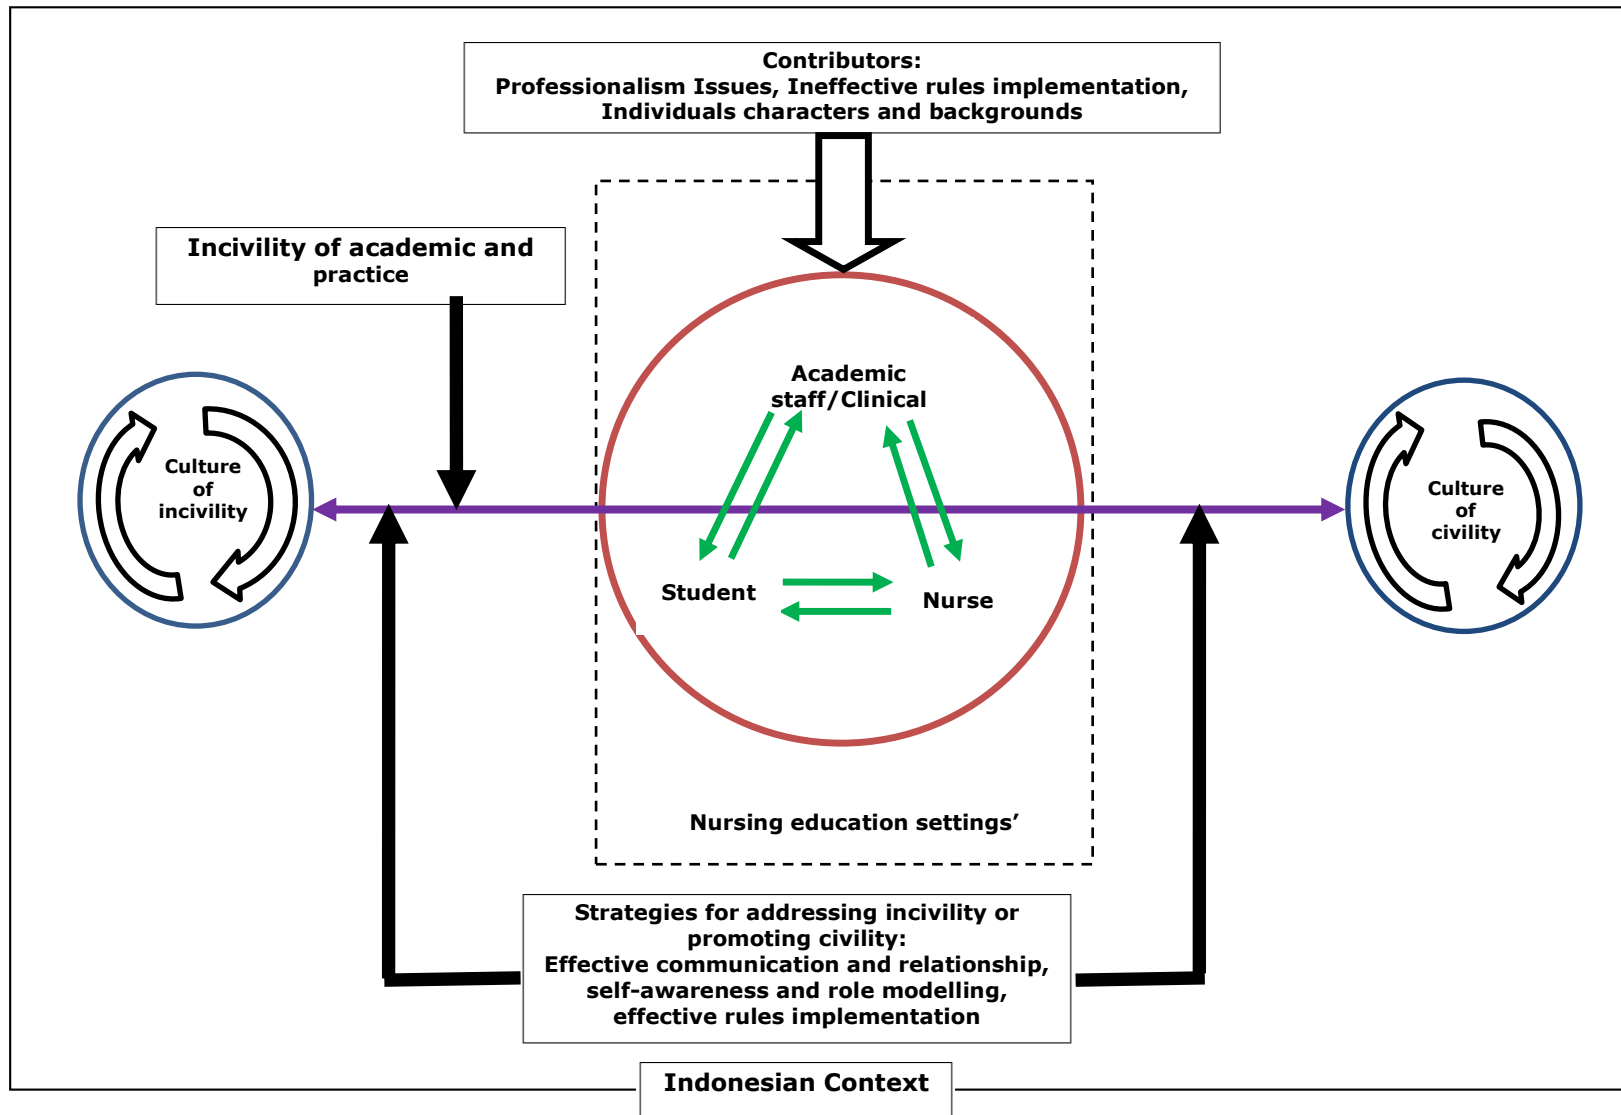 Contributors:
Professionalism Issues, Ineffective rules implementation,
Individuals characters and backgrounds
Incivility of academic and
practice
Academic
staff/Clinical
Culture
of
incivility
Culture
of
civility
Student
Nurse
Nursing education settings’
Strategies for addressing incivility or
promoting civility:
Effective communication and relationship,
self-awareness and role modelling,
effective rules implementation
Indonesian Context